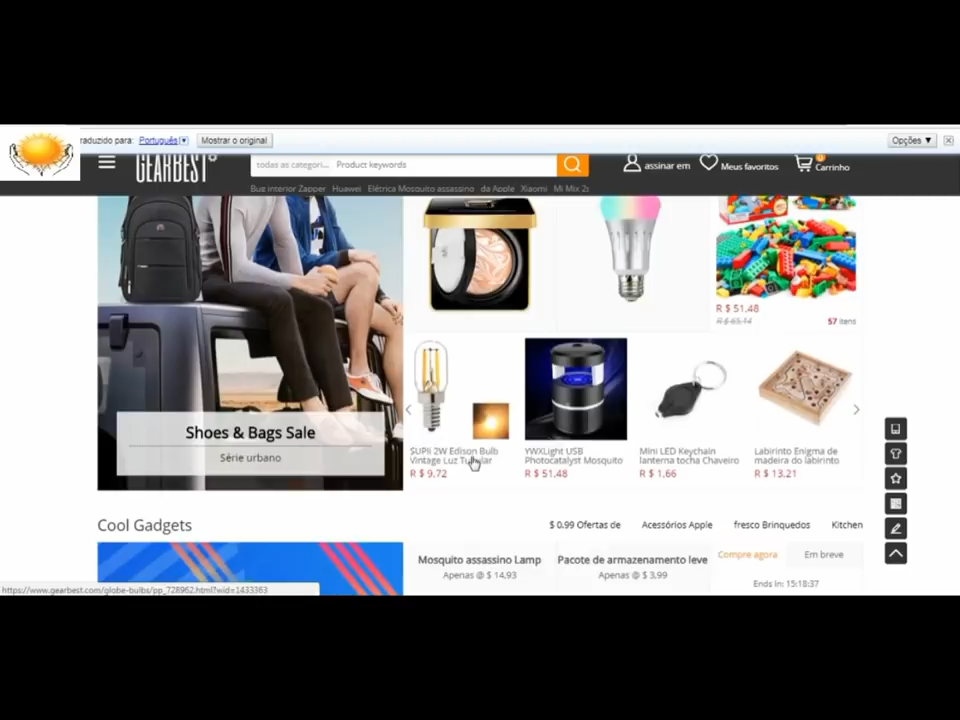 raduzido para: Português Mostrar o original Opções
GEARBEST
todas as categori... Product keywords
assinar em Meus favoritos 0 Carrinho
Bug interior Zapper Huawei Elétrica Mosquito assassino da Apple Xiaomi Mi Mix 2s
R $ 51,48
R $ 65,14 57 Itens
Shoes & Bags Sale
Série urbano
SUPli 2W Edison Bulb
Vintage Luz Tubular
R $ 9,72
YWXLight USB
Photocatalyst Mosquito
R $ 51,48
Mini LED Keychain
lanterna tocha Chaveiro
R $ 1,66
Labirinto Enigma de
madeira do labirinto
R $ 13,21
Cool Gadgets
$ 0.99 Ofertas de Acessórios Apple fresco Brinquedos Kitchen
Mosquito assassino Lamp
Apenas @ $ 14,93
Pacote de armazenamento leve
Apenas @ $ 3,99
Compre agora Em breve
Ends In: 15:18:37
https://www.gearbest.com/globe-bulbs/pp_728962.html?wid=1433363